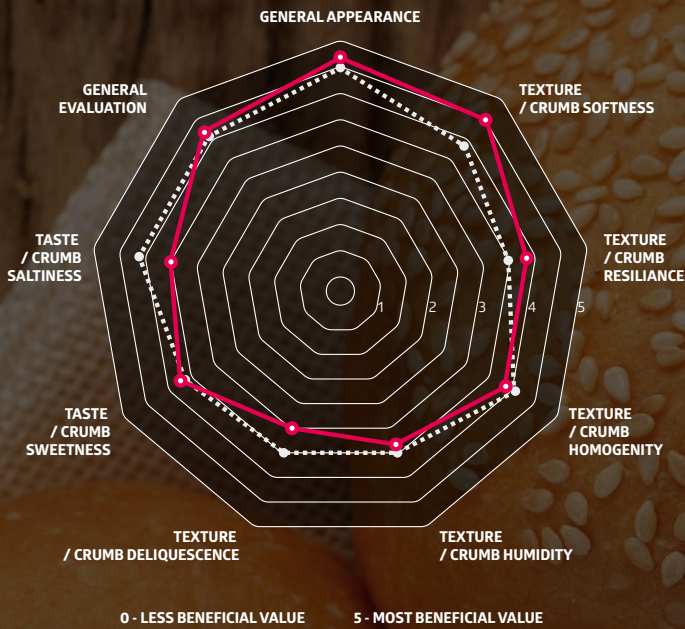 GENERAL APPEARANCE
GENERAL
EVALUATION
TEXTURE
/ CRUMB SOFTNESS
TASTE
/ CRUMB
SALTINESS
TEXTURE
/ CRUMB
RESILIANCE
1 2 3 4 5
TASTE
/ CRUMB
SWEETNESS
TEXTURE
/ CRUMB
HOMOGENITY
TEXTURE
/ CRUMB DELIQUESCENCE
TEXTURE
/ CRUMB HUMIDITY
0 - LESS BENEFICIAL VALUE
5 - MOST BENEFICIAL VALUE